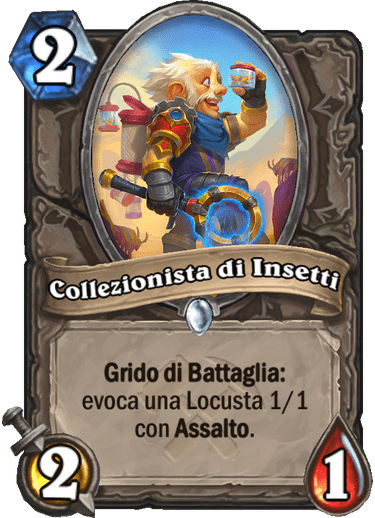 2
Collezionista di Insetti
Grido di Battaglia:
evoca una Locusta 1/1
con Assalto.
2
1